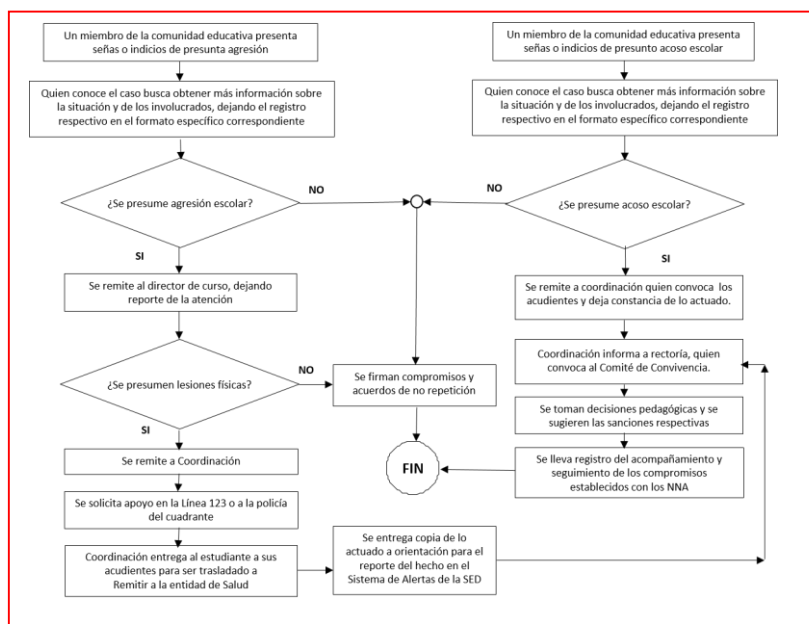 Un miembro de la comunidad educativa presenta
señas o indicios de presunta agresión
Quien conoce el caso busca obtener más información sobre
la situación y de los involucrados, dejando el registro
respectivo en el formato específico correspondiente
¿Se presume agresión escolar?
NO
SI
Se remite al director de curso, dejando
reporte de la atención
¿Se presumen lesiones físicas?
NO
SI
Se remite a Coordinación
Se solicita apoyo en la Línea 123 o a la policía
del cuadrante
Coordinación entrega al estudiante a sus
acudientes para ser trasladado a
Remitir a la entidad de Salud
Se entrega copia de lo
actuado a orientación para el
reporte del hecho en el
Sistema de Alertas de la SED
Se firman compromisos y
acuerdos de no repetición
FIN
Un miembro de la comunidad educativa presenta
señas o indicios de presunto acoso escolar
Quien conoce el caso busca obtener más información sobre
la situación y de los involucrados, dejando el registro
respectivo en el formato específico correspondiente
NO
¿Se presume acoso escolar?
SI
Se remite a coordinación quien convoca los
acudientes y deja constancia de lo actuado.
Coordinación informa a rectoría, quien
convoca al Comité de Convivencia.
Se toman decisiones pedagógicas y se
sugieren las sanciones respectivas
Se lleva registro del acompañamiento y
seguimiento de los compromisos
establecidos con los NNA